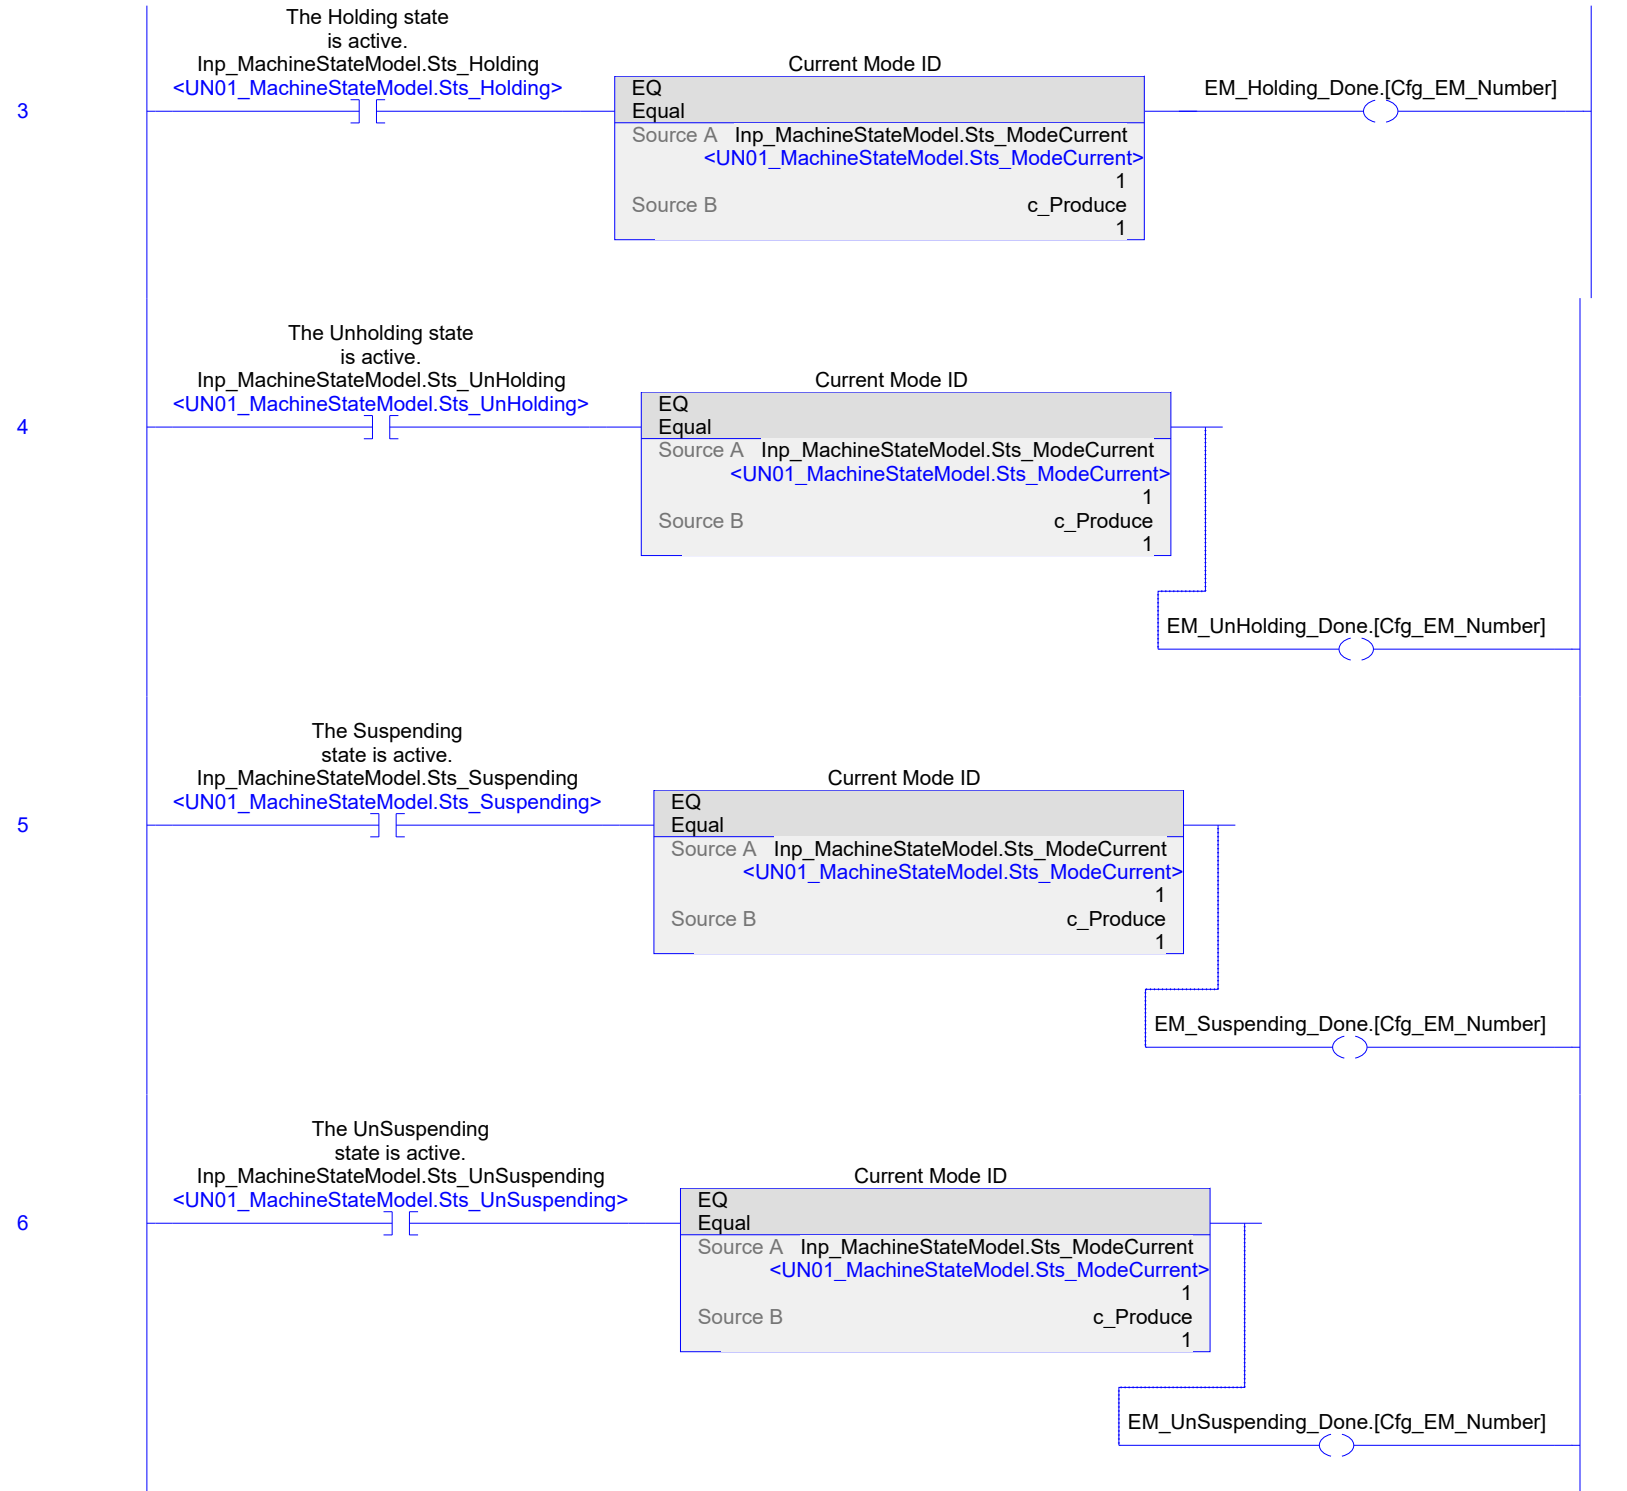 The Holding state
is active.
Inp_MachineStateModel.Sts_Holding
<UN01_MachineStateModel.Sts_Holding>
3
Current Mode ID
EQ
Equal
Source A Inp_MachineStateModel.Sts_ModeCurrent
<UN01_MachineStateModel.Sts_ModeCurrent>
1
Source B c_Produce
1
EM_Holding_Done.[Cfg_EM_Number]
The Unholding state
is active.
Inp_MachineStateModel.Sts_UnHolding
<UN01_MachineStateModel.Sts_UnHolding>
4
Current Mode ID
EQ
Equal
Source A Inp_MachineStateModel.Sts_ModeCurrent
<UN01_MachineStateModel.Sts_ModeCurrent>
1
Source B c_Produce
1
EM_UnHolding_Done.[Cfg_EM_Number]
The Suspending
state is active.
Inp_MachineStateModel.Sts_Suspending
<UN01_MachineStateModel.Sts_Suspending>
5
Current Mode ID
EQ
Equal
Source A Inp_MachineStateModel.Sts_ModeCurrent
<UN01_MachineStateModel.Sts_ModeCurrent>
1
Source B c_Produce
1
EM_Suspending_Done.[Cfg_EM_Number]
The UnSuspending
state is active.
Inp_MachineStateModel.Sts_UnSuspending
<UN01_MachineStateModel.Sts_UnSuspending>
6
Current Mode ID
EQ
Equal
Source A Inp_MachineStateModel.Sts_ModeCurrent
<UN01_MachineStateModel.Sts_ModeCurrent>
1
Source B c_Produce
1
EM_UnSuspending_Done.[Cfg_EM_Number]